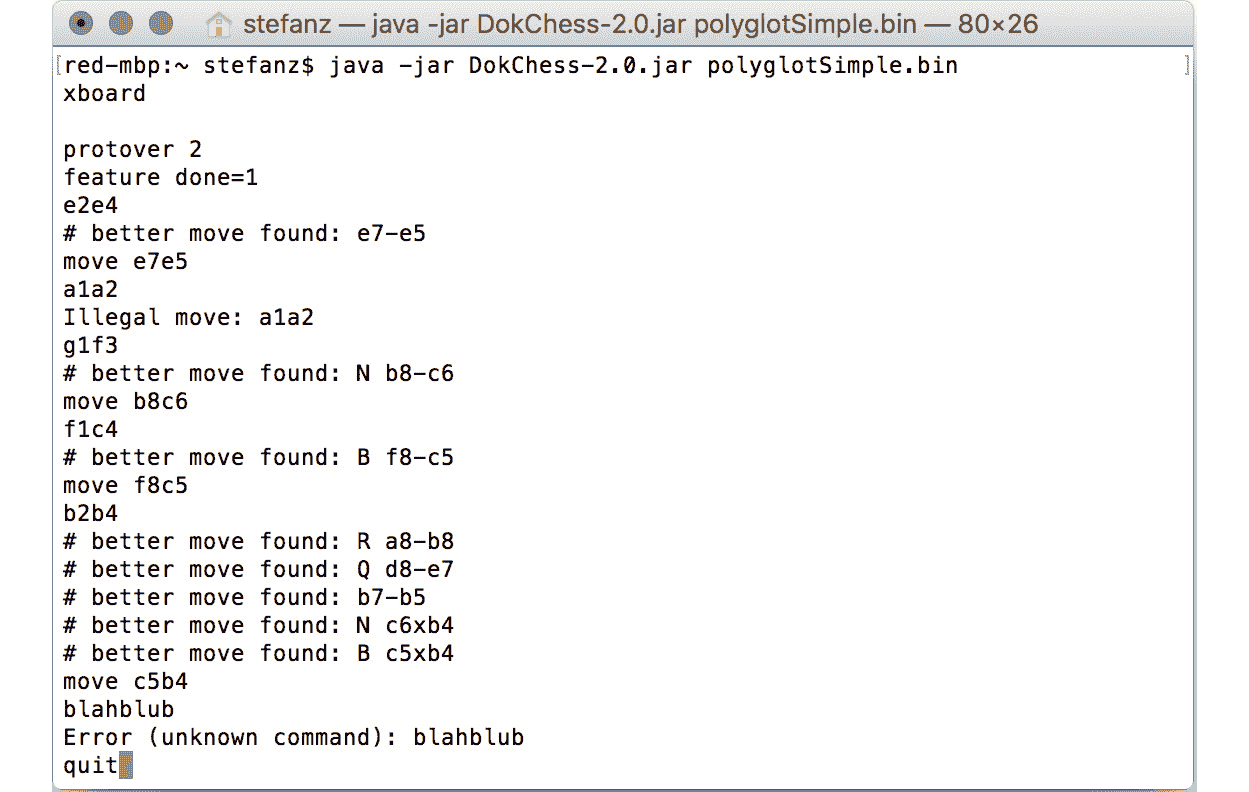 stefanz — java -jar DokChess-2.0.jar polyglotSimple.bin — 80×26
[red-mbp:~ stefanz$ java -jar DokChess-2.0.jar polyglotSimple.bin ]
xboard
protover 2
feature done=1
e2e4
# better move found: e7-e5
move e7e5
a1a2
Illegal move: a1a2
g1f3
# better move found: N b8-c6
move b8c6
f1c4
# better move found: B f8-c5
move f8c5
b2b4
# better move found: R a8-b8
# better move found: Q d8-e7
# better move found: b7-b5
# better move found: N c6xb4
# better move found: B c5xb4
move c5b4
blahblub
Error (unknown command): blahblub
quit